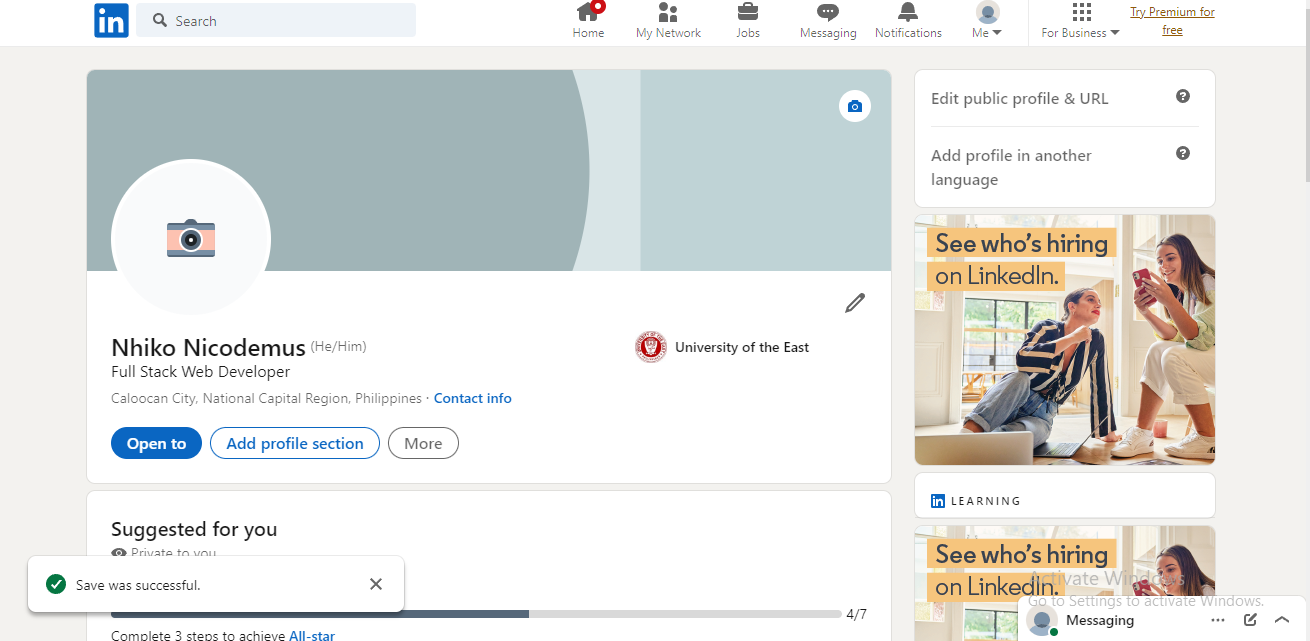 in
Search
Home
My Network
Jobs
Messaging
Notifications
Me
For Business
Try Premium for
free
Edit public profile & URL
Add profile in another
language
See who's hiring
on LinkedIn.
Nhiko Nicodemus (He/Him)
Full Stack Web Developer
Caloocan City, National Capital Region, Philippines · Contact info
University of the East
Open to
Add profile section
More
in LEARNING
Suggested for you
Private to you
Save was successful.
4/7
Complete 3 steps to achieve All-star
See who's hiring
on LinkedIn.
Activate Windows
Go to Settings to activate Windows.
Messaging